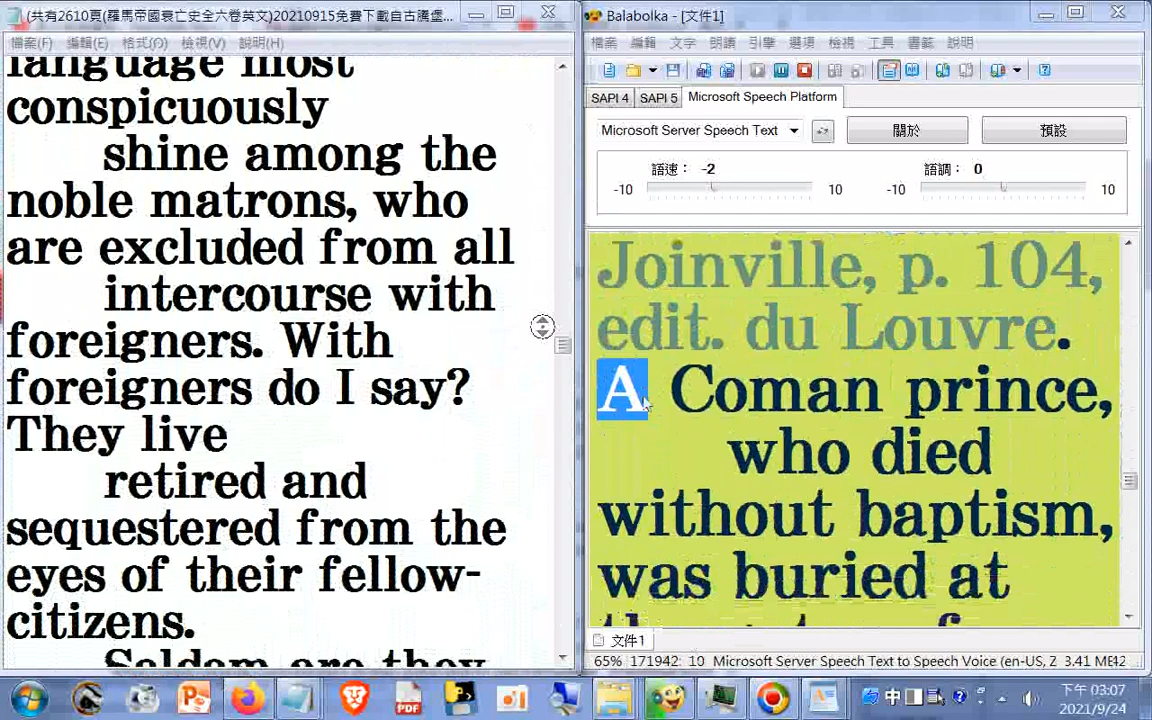 (共有2610頁(羅馬帝國衰亡史全六卷英文)20210915免費下載自古騰堡...
檔案(F) 編輯(E) 格式(O) 檢視(V) 說明(H)
language most
conspicuously
shine among the
noble matrons, who
are excluded from all
intercourse with
foreigners. With
foreigners do I say?
They live
retired and
sequestered from the
eyes of their fellow-
citizens.
Seldom are they
Balabolka - [文件1]
檔案 編輯 文字 朗讀 引擎 選項 檢視 工具 書籤 說明
SAPI 4 SAPI 5 Microsoft Speech Platform
Microsoft Server Speech Text 關於 預設
語速: -2 語調: 0
-10 10 -10 10
Joinville, p. 104,
edit. du Louvre.
A Coman prince,
who died
without baptism,
was buried at
文件1
65% 171942: 10 Microsoft Server Speech Text to Speech Voice (en-US, Z 3.41 ME42
中
下午 03:07
2021/9/24